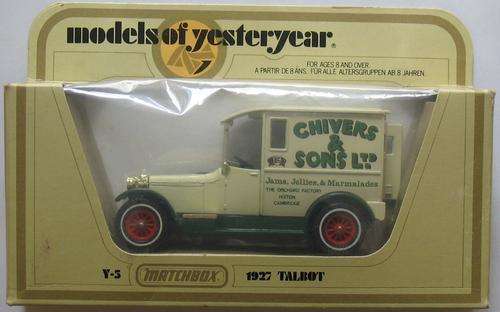 models of yesteryear®
FOR AGES 8 AND OVER.
A PARTIR DE 8 ANS. FÜR ALLE ALTERSGRUPPEN AB 8 JAHREN.
CHIVERS
&
SONS LTD
Jams, Jellies, & Marmalades
THE ORCHARD FACTORY
HISTON
CAMBRIDGE
Y-5 MATCHBOX 1927 TALBOT